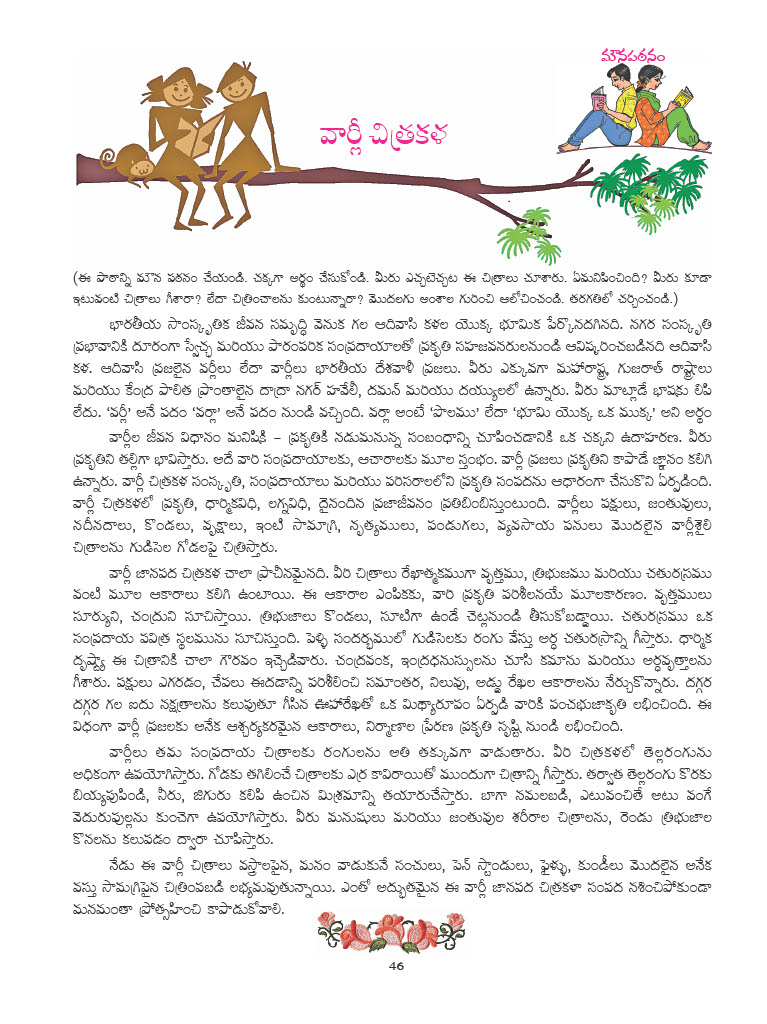 మౌనపఠనం
వార్లీ చిత్రకళ
(ఈ పాఠాన్ని మౌన పఠనం చేయండి. చక్కగా అర్థం చేసుకోండి. మీరు ఎచ్చటెచ్చట ఈ చిత్రాలు చూశారు. ఏమనిపించింది? మీరు కూడా
ఇటువంటి చిత్రాలు గీశారా? లేదా చిత్రించాలను కుంటున్నారా? మొదలగు అంశాల గురించి ఆలోచించండి. తరగతిలో చర్చించండి.)
భారతీయ సాంస్కృతిక జీవన సమృద్ధి వెనుక గల ఆదివాసి కళల యొక్క భూమిక పేర్కొనదగినది. నగర సంస్కృతి
ప్రభావానికి దూరంగా స్వేచ్ఛ మరియు పారంపరిక సంప్రదాయాలతో ప్రకృతి సహజవనరులనుండి ఆవిష్కరించబడినది ఆదివాసి
కళ. ఆదివాసి ప్రజలైన వర్లీలు లేదా వార్లీలు భారతీయ దేశవాళీ ప్రజలు. వీరు ఎక్కువగా మహారాష్ట్ర, గుజరాత్ రాష్ట్రాలు
మరియు కేంద్ర పాలిత ప్రాంతాలైన దాద్రా నగర్ హవేలీ, దమన్ మరియు దయ్యులలో ఉన్నారు. వీరు మాట్లాడే భాషకు లిపి
లేదు. ‘వర్లీ’ అనే పదం ‘వర్లా’ అనే పదం నుండి వచ్చింది. వర్లా అంటే ‘పొలము’ లేదా ‘భూమి యొక్క ఒక ముక్క’ అని అర్థం
వార్లీల జీవన విధానం మనిషికి – ప్రకృతికి నడుమనున్న సంబంధాన్ని చూపించడానికి ఒక చక్కని ఉదాహరణ. వీరు
ప్రకృతిని తల్లిగా భావిస్తారు. అదే వారి సంప్రదాయాలకు, ఆచారాలకు మూల స్తంభం. వార్లీ ప్రజలు ప్రకృతిని కాపాడే జ్ఞానం కలిగి
ఉన్నారు. వార్లీ చిత్రకళ సంస్కృతి, సంప్రదాయాలు మరియు పరిసరాలలోని ప్రకృతి సంపదను ఆధారంగా చేసుకొని ఏర్పడింది.
వార్లీ చిత్రకళలో ప్రకృతి, ధార్మికవిధి, లగ్నవిధి, దైనందిన ప్రజాజీవనం ప్రతిబింబిస్తుంటుంది. వార్లీలు పక్షులు, జంతువులు,
నదీనదాలు, కొండలు, వృక్షాలు, ఇంటి సామాగ్రి, నృత్యములు, పండుగలు, వ్యవసాయ పనులు మొదలైన వార్లీశైలి
చిత్రాలను గుడిసెల గోడలపై చిత్రిస్తారు.
వార్లీ జానపద చిత్రకళ చాలా ప్రాచీనమైనది. వీరి చిత్రాలు రేఖాత్మకముగా వృత్తము, త్రిభుజము మరియు చతురస్రము
వంటి మూల ఆకారాలు కలిగి ఉంటాయి. ఈ ఆకారాల ఎంపికకు, వారి ప్రకృతి పరిశీలనయే మూలకారణం. వృత్తములు
సూర్యుని, చంద్రుని సూచిస్తాయి. త్రిభుజాలు కొండలు, సూటిగా ఉండే చెట్లనుండి తీసుకోబడ్డాయి. చతురస్రము ఒక
సంప్రదాయ పవిత్ర స్థలమును సూచిస్తుంది. పెళ్ళి సందర్భములో గుడిసెలకు రంగు వేస్తు అర్ధ చతురస్రాన్ని గీస్తారు. ధార్మిక
దృష్ట్యా ఈ చిత్రానికి చాలా గౌరవం ఇచ్చెడివారు. చంద్రవంక, ఇంద్రధనుస్సులను చూసి కమాను మరియు అర్ధవృత్తాలను
గీశారు. పక్షులు ఎగరడం, చేపలు ఈదడాన్ని పరిశీలించి సమాంతర, నిలువు, అడ్డు రేఖల ఆకారాలను నేర్చుకొన్నారు. దగ్గర
దగ్గర గల ఐదు నక్షత్రాలను కలుపుతూ గీసిన ఊహారేఖతో ఒక మిథ్యారూపం ఏర్పడి వారికి పంచభుజాకృతి లభించింది. ఈ
విధంగా వార్లీ ప్రజలకు అనేక ఆశ్చర్యకరమైన ఆకారాలు, నిర్మాణాల ప్రేరణ ప్రకృతి సృష్టి నుండి లభించింది.
వార్లీలు తమ సంప్రదాయ చిత్రాలకు రంగులను అతి తక్కువగా వాడుతారు. వీరి చిత్రకళలో తెల్లరంగును
అధికంగా ఉపయోగిస్తారు. గోడకు తగిలించే చిత్రాలకు ఎర్ర కావిరాయితో ముందుగా చిత్రాన్ని గీస్తారు. తర్వాత తెల్లరంగు కొరకు
బియ్యపుపిండి, నీరు, జిగురు కలిపి ఉంచిన మిశ్రమాన్ని తయారుచేస్తారు. బాగా నమలబడి, ఎటువంచితే అటు వంగే
వెదురుపుల్లను కుంచెగా ఉపయోగిస్తారు. వీరు మనుషులు మరియు జంతువుల శరీరాల చిత్రాలను, రెండు త్రిభుజాల
కొనలను కలుపడం ద్వారా చూపిస్తారు.
నేడు ఈ వార్లీ చిత్రాలు వస్త్రాలపైన, మనం వాడుకునే సంచులు, పెన్ స్టాండులు, ఫైళ్ళు, కుండీలు మొదలైన అనేక
వస్తు సామగ్రిపైన చిత్రింపబడి లభ్యమవుతున్నాయి. ఎంతో అద్భుతమైన ఈ వార్లీ జానపద చిత్రకళా సంపద నశించిపోకుండా
మనమంతా ప్రోత్సహించి కాపాడుకోవాలి.
46